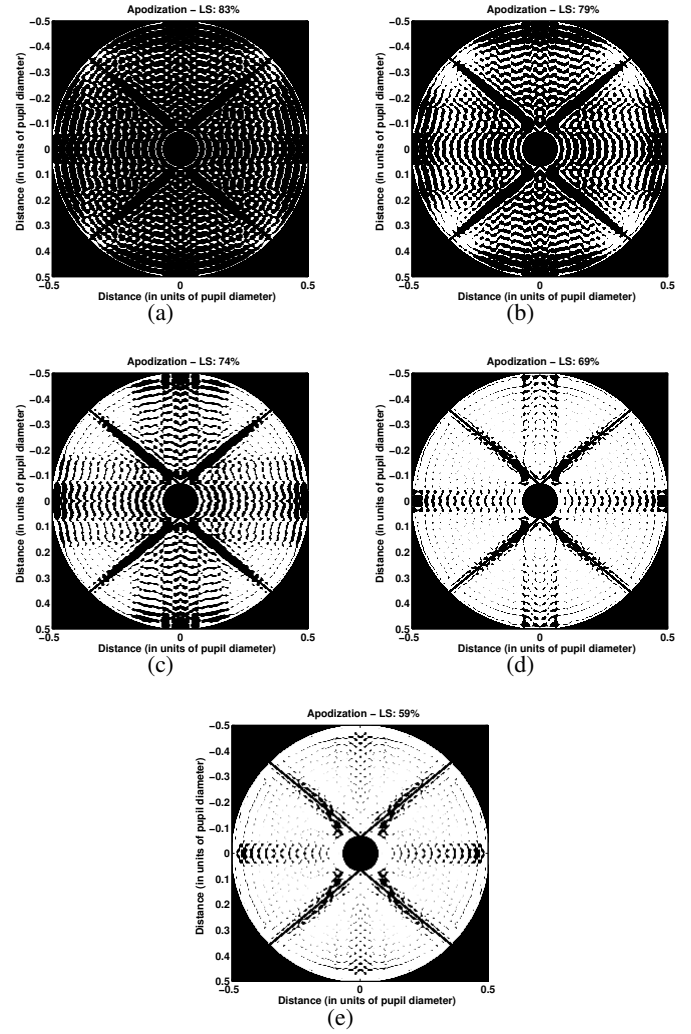 Apodization − LS: 83%
Distance (in units of pupil diameter)
−0.5
−0.4
−0.3
−0.2
−0.1
0
0.1
0.2
0.3
0.4
0.5
−0.5 0 0.5
Distance (in units of pupil diameter)
(a)
Apodization − LS: 79%
Distance (in units of pupil diameter)
−0.5
−0.4
−0.3
−0.2
−0.1
0
0.1
0.2
0.3
0.4
0.5
−0.5 0 0.5
Distance (in units of pupil diameter)
(b)
Apodization − LS: 74%
Distance (in units of pupil diameter)
−0.5
−0.4
−0.3
−0.2
−0.1
0
0.1
0.2
0.3
0.4
0.5
−0.5 0 0.5
Distance (in units of pupil diameter)
(c)
Apodization − LS: 69%
Distance (in units of pupil diameter)
−0.5
−0.4
−0.3
−0.2
−0.1
0
0.1
0.2
0.3
0.4
0.5
−0.5 0 0.5
Distance (in units of pupil diameter)
(d)
Apodization − LS: 59%
Distance (in units of pupil diameter)
−0.5
−0.4
−0.3
−0.2
−0.1
0
0.1
0.2
0.3
0.4
0.5
−0.5 0 0.5
Distance (in units of pupil diameter)
(e)